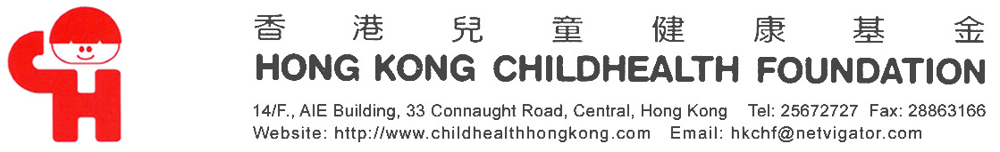 香港兒童健康基金
HONG KONG CHILDHEALTH FOUNDATION
14/F., AIE Building, 33 Connaught Road, Central, Hong Kong Tel: 25672727 Fax: 28863166
Website: http://www.childhealthhongkong.com Email: hkchf@netvigator.com